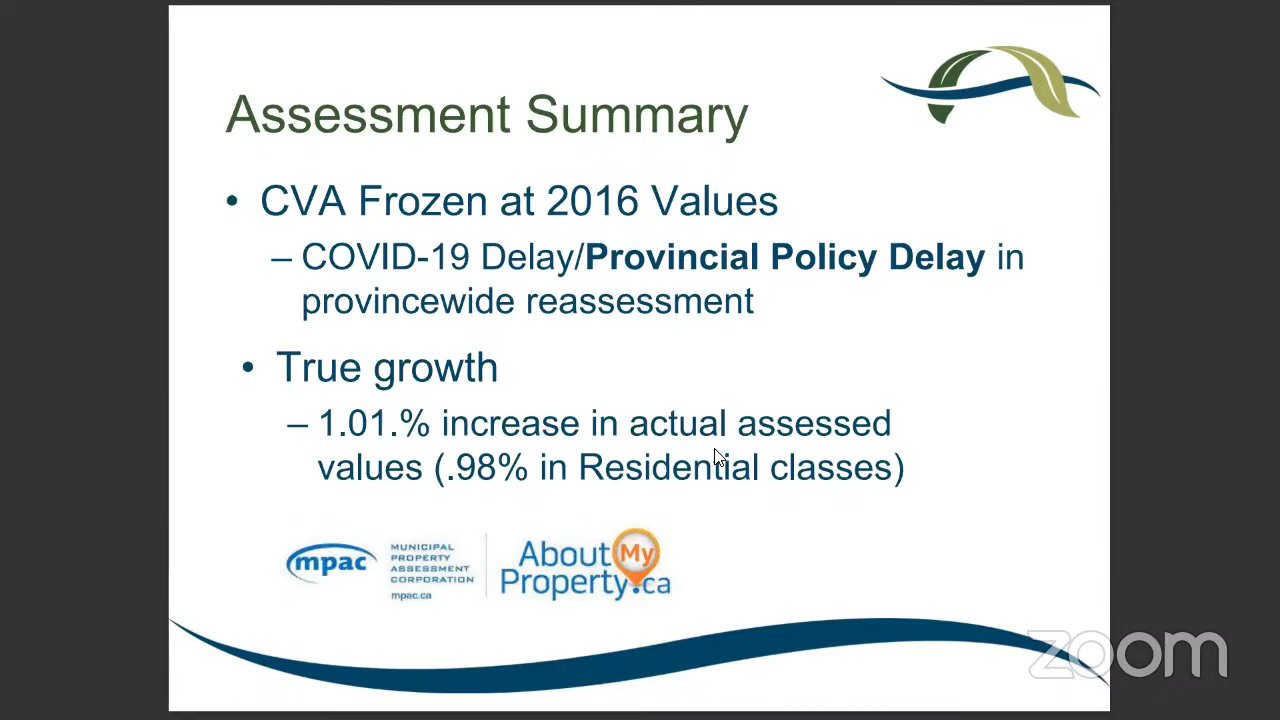 Assessment Summary
• CVA Frozen at 2016 Values
– COVID-19 Delay/Provincial Policy Delay in
provincewide reassessment
• True growth
– 1.01.% increase in actual assessed
values (.98% in Residential classes)
mpac
MUNICIPAL
PROPERTY
ASSESSMENT
CORPORATION
mpac.ca
About My
Property.ca
zoom